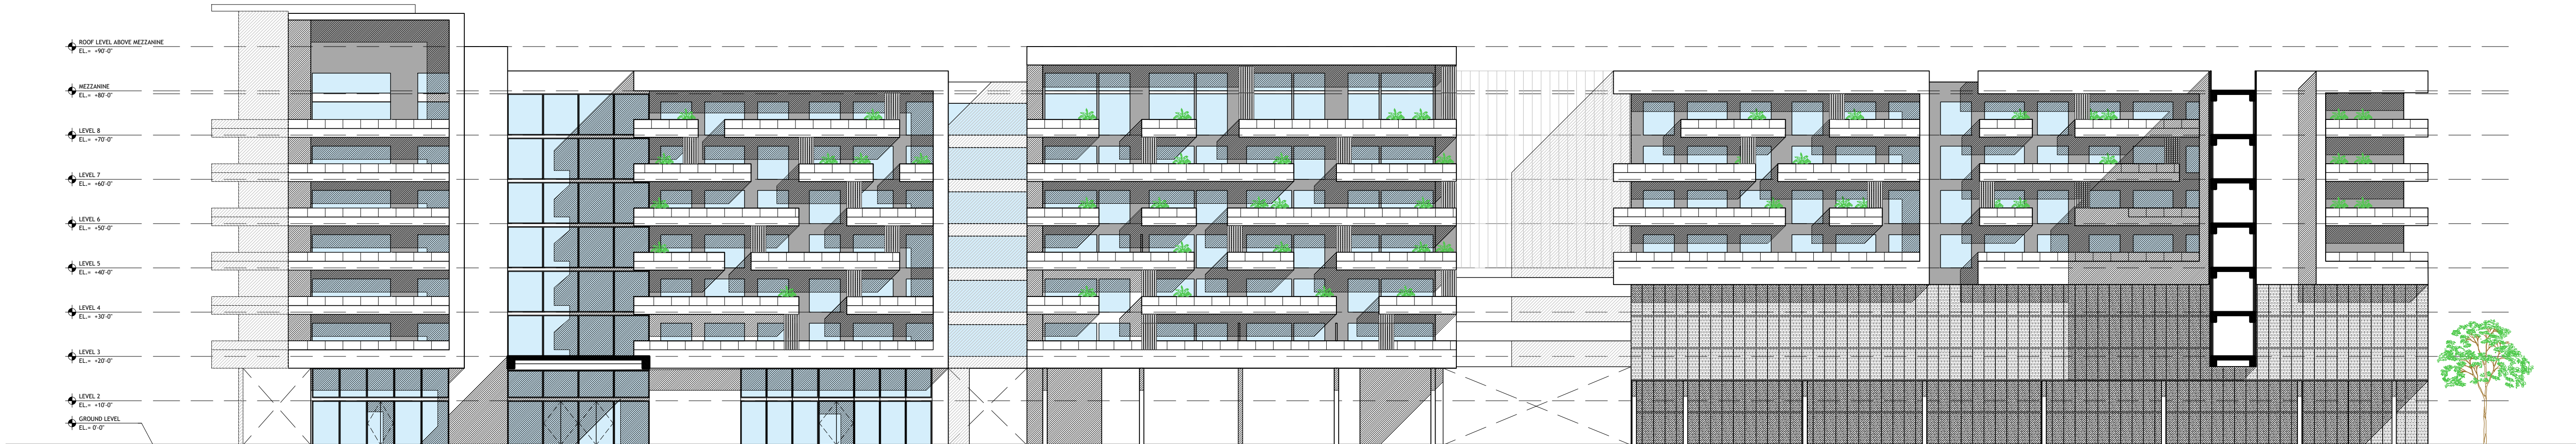 ROOF LEVEL ABOVE MEZZANINE
EL.= +90'-0"
MEZZANINE
EL.= +80'-0"
LEVEL 8
EL.= +70'-0"
LEVEL 7
EL.= +60'-0"
LEVEL 6
EL.= +50'-0"
LEVEL 5
EL.= +40'-0"
LEVEL 4
EL.= +30'-0"
LEVEL 3
EL.= +20'-0"
LEVEL 2
EL.= +10'-0"
GROUND LEVEL
EL.= 0'-0"